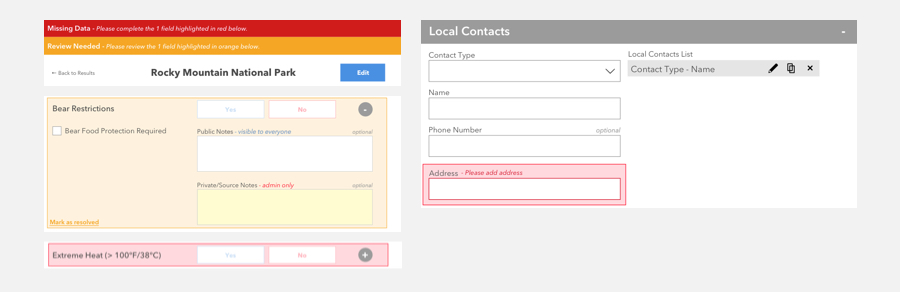 Missing Data - Please complete the 1 field highlighted in red below.
Review Needed - Please review the 1 field highlighted in orange below.
← Back to Results
Rocky Mountain National Park
Edit
Bear Restrictions
Yes
No
-
Bear Food Protection Required
Public Notes - visible to everyone
optional
Private/Source Notes - admin only
optional
Mark as resolved
Extreme Heat (> 100°F/38°C)
Yes
No
+
Local Contacts
-
Contact Type
Name
Phone Number
optional
Address - Please add address
Local Contacts List
Contact Type - Name